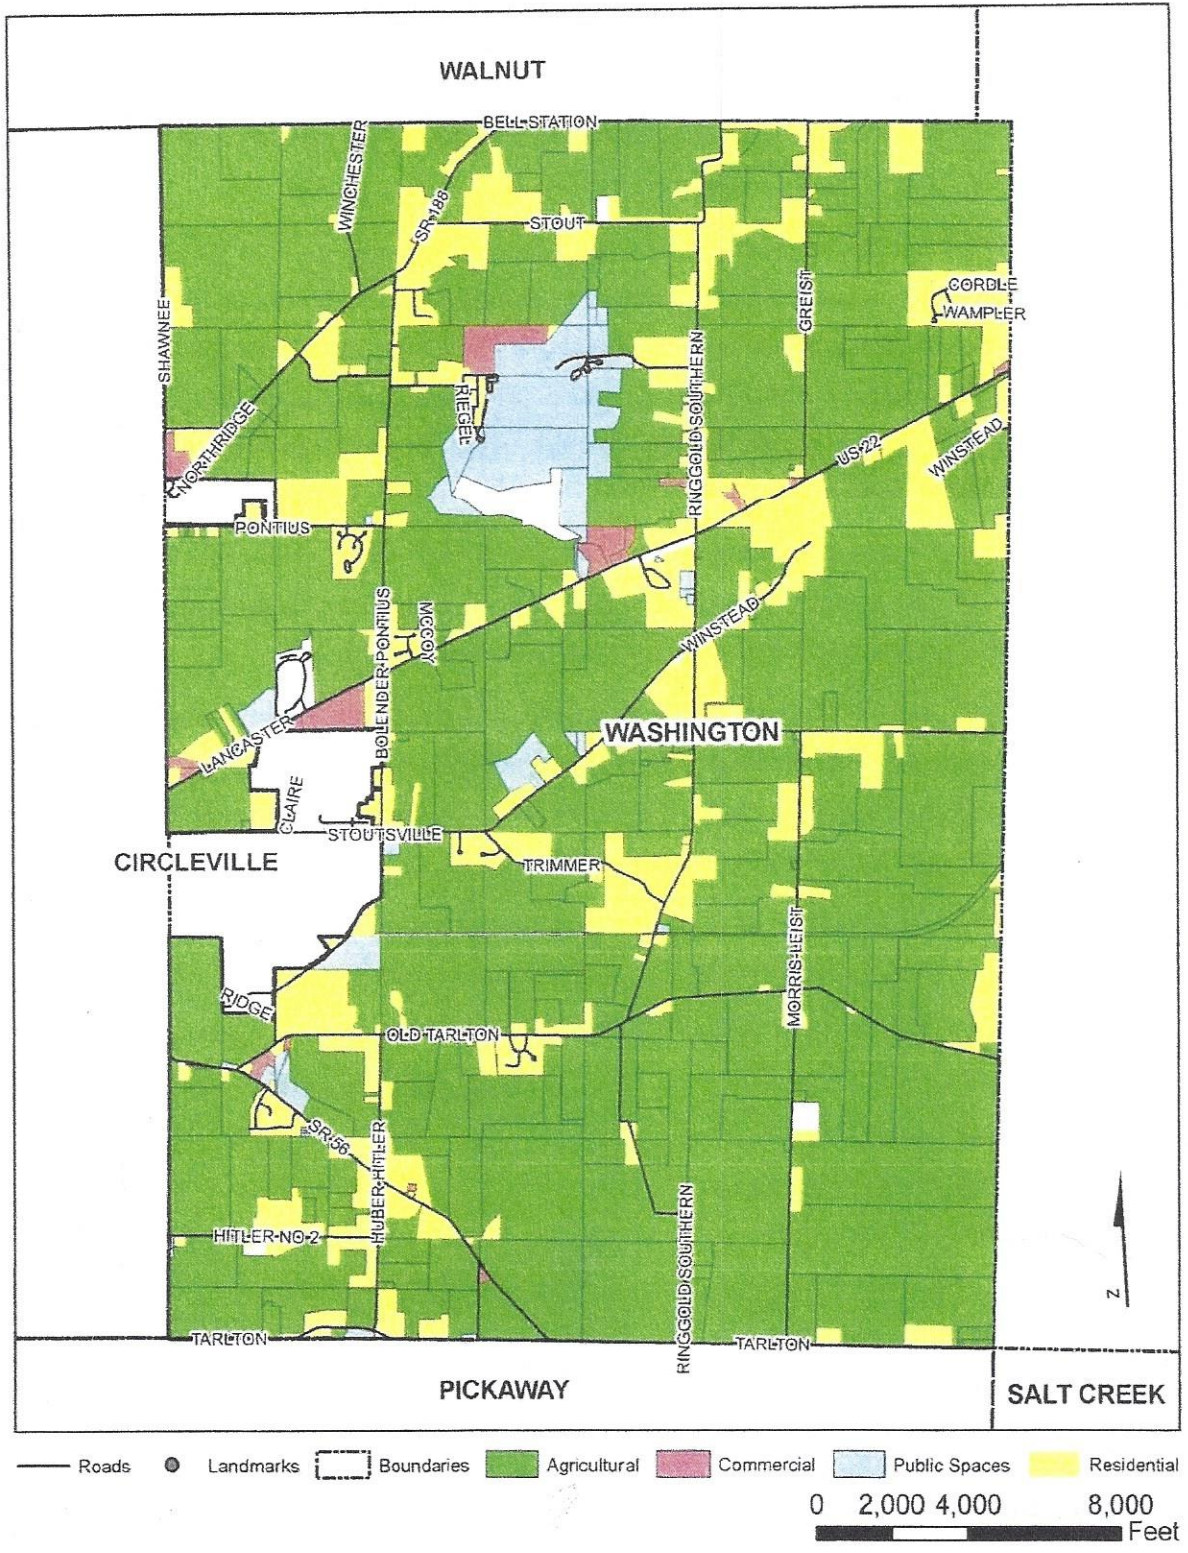 WALNUT
BELL STATION
WINCHESTER
SR-188
STOUT
SHAWNEE
GREIST
CORDLE
WAMPLER
RINGGOLD SOUTHERN
RIEGEL
NORTHRIDGE
US-22
WINSTEAD
PONTIUS
BOLENDER-PONTIUS
MCCOY
WINSTEAD
LANCASTER
WASHINGTON
CLAIRE
STOUTSVILLE
CIRCLEVILLE
TRIMMER
MORRIS-LEIST
RIDGE
OLD TARLTON
SR-56
HUBER-HITLER
HITLER-NO 2
RINGGOLD SOUTHERN
TARLTON
TARLTON
Z
PICKAWAY
SALT CREEK
Roads Landmarks Boundaries Agricultural Commercial Public Spaces Residential
0 2,000 4,000 8,000
Feet